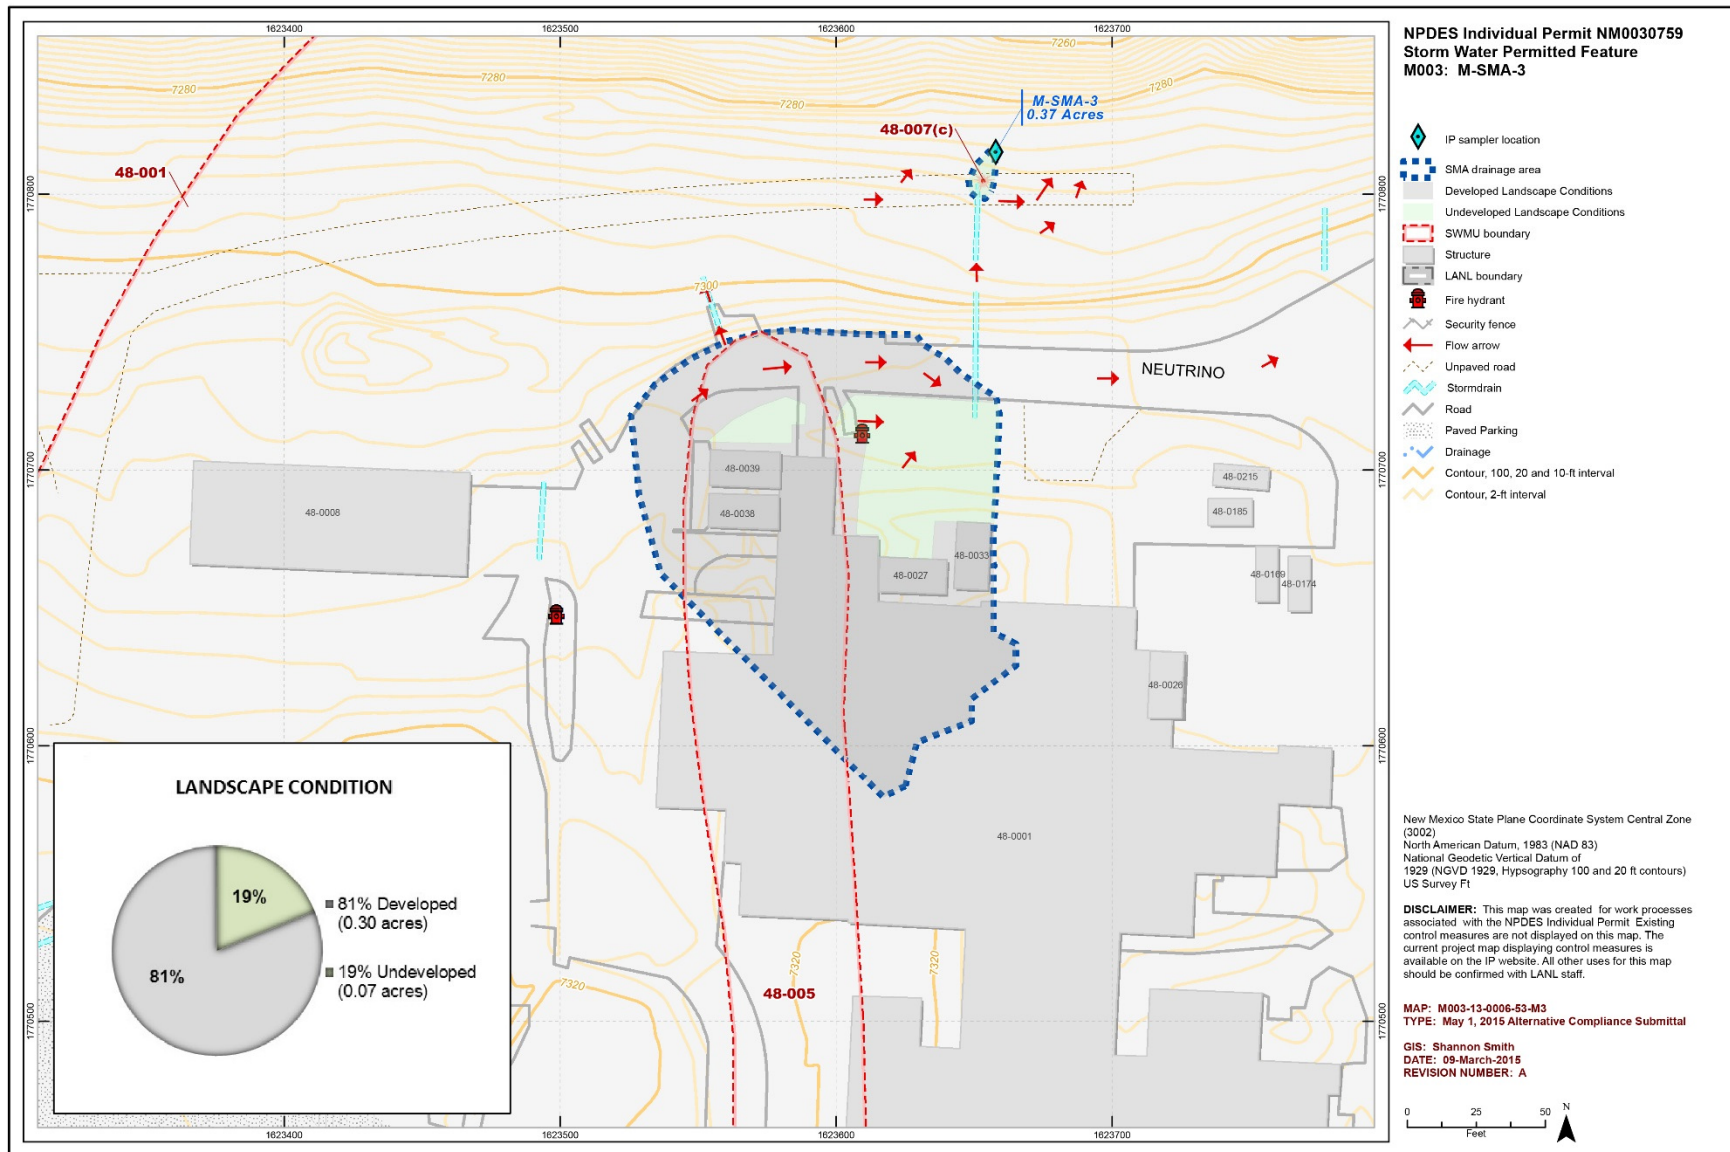 1623400
1623500
1623600
1623700
7260
7280
7280
7280
M-SMA-3
0.37 Acres
48-007(c)
48-001
1770800
1770800
7300
NEUTRINO
1770700
1770700
48-0039
48-0038
48-0008
48-0033
48-0027
48-0215
48-0185
48-0169
48-0174
48-0026
1770600
1770600
48-0001
LANDSCAPE CONDITION
19%
81%
81% Developed
(0.30 acres)
19% Undeveloped
(0.07 acres)
7320
7320
7320
48-005
1770500
1770500
1623400
1623500
1623600
1623700
NPDES Individual Permit NM0030759
Storm Water Permitted Feature
M003: M-SMA-3
IP sampler location
SMA drainage area
Developed Landscape Conditions
Undeveloped Landscape Conditions
SWMU boundary
Structure
LANL boundary
Fire hydrant
Security fence
Flow arrow
Unpaved road
Stormdrain
Road
Paved Parking
Drainage
Contour, 100, 20 and 10-ft interval
Contour, 2-ft interval
New Mexico State Plane Coordinate System Central Zone
(3002)
North American Datum, 1983 (NAD 83)
National Geodetic Vertical Datum of
1929 (NGVD 1929, Hypsography 100 and 20 ft contours)
US Survey Ft
DISCLAIMER: This map was created for work processes
associated with the NPDES Individual Permit Existing
control measures are not displayed on this map. The
current project map displaying control measures is
available on the IP website. All other uses for this map
should be confirmed with LANL staff.
MAP: M003-13-0006-53-M3
TYPE: May 1, 2015 Alternative Compliance Submittal
GIS: Shannon Smith
DATE: 09-March-2015
REVISION NUMBER: A
0 25 50
Feet
N